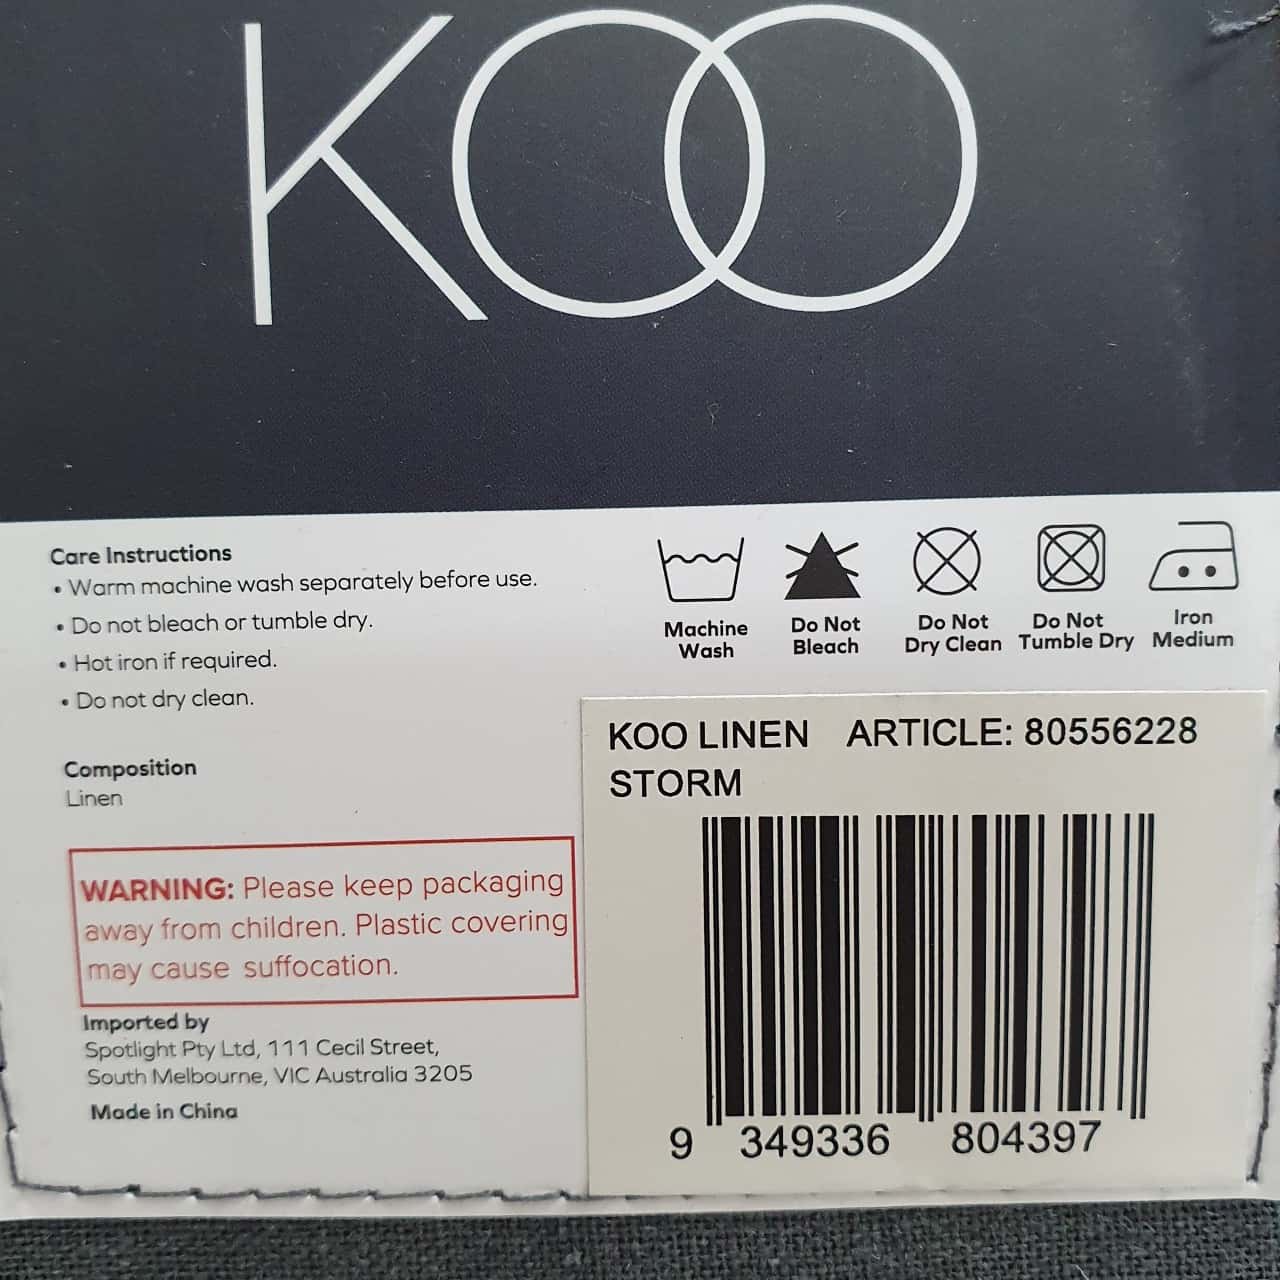 KOO
Care Instructions
• Warm machine wash separately before use.
• Do not bleach or tumble dry.
• Hot iron if required.
• Do not dry clean.
Machine
Wash
Do Not
Bleach
Do Not
Dry Clean
Do Not
Tumble Dry
Iron
Medium
Composition
Linen
WARNING: Please keep packaging
away from children. Plastic covering
may cause suffocation.
Imported by
Spotlight Pty Ltd, 111 Cecil Street,
South Melbourne, VIC Australia 3205
Made in China
KOO LINEN ARTICLE: 80556228
STORM
9 349336 804397